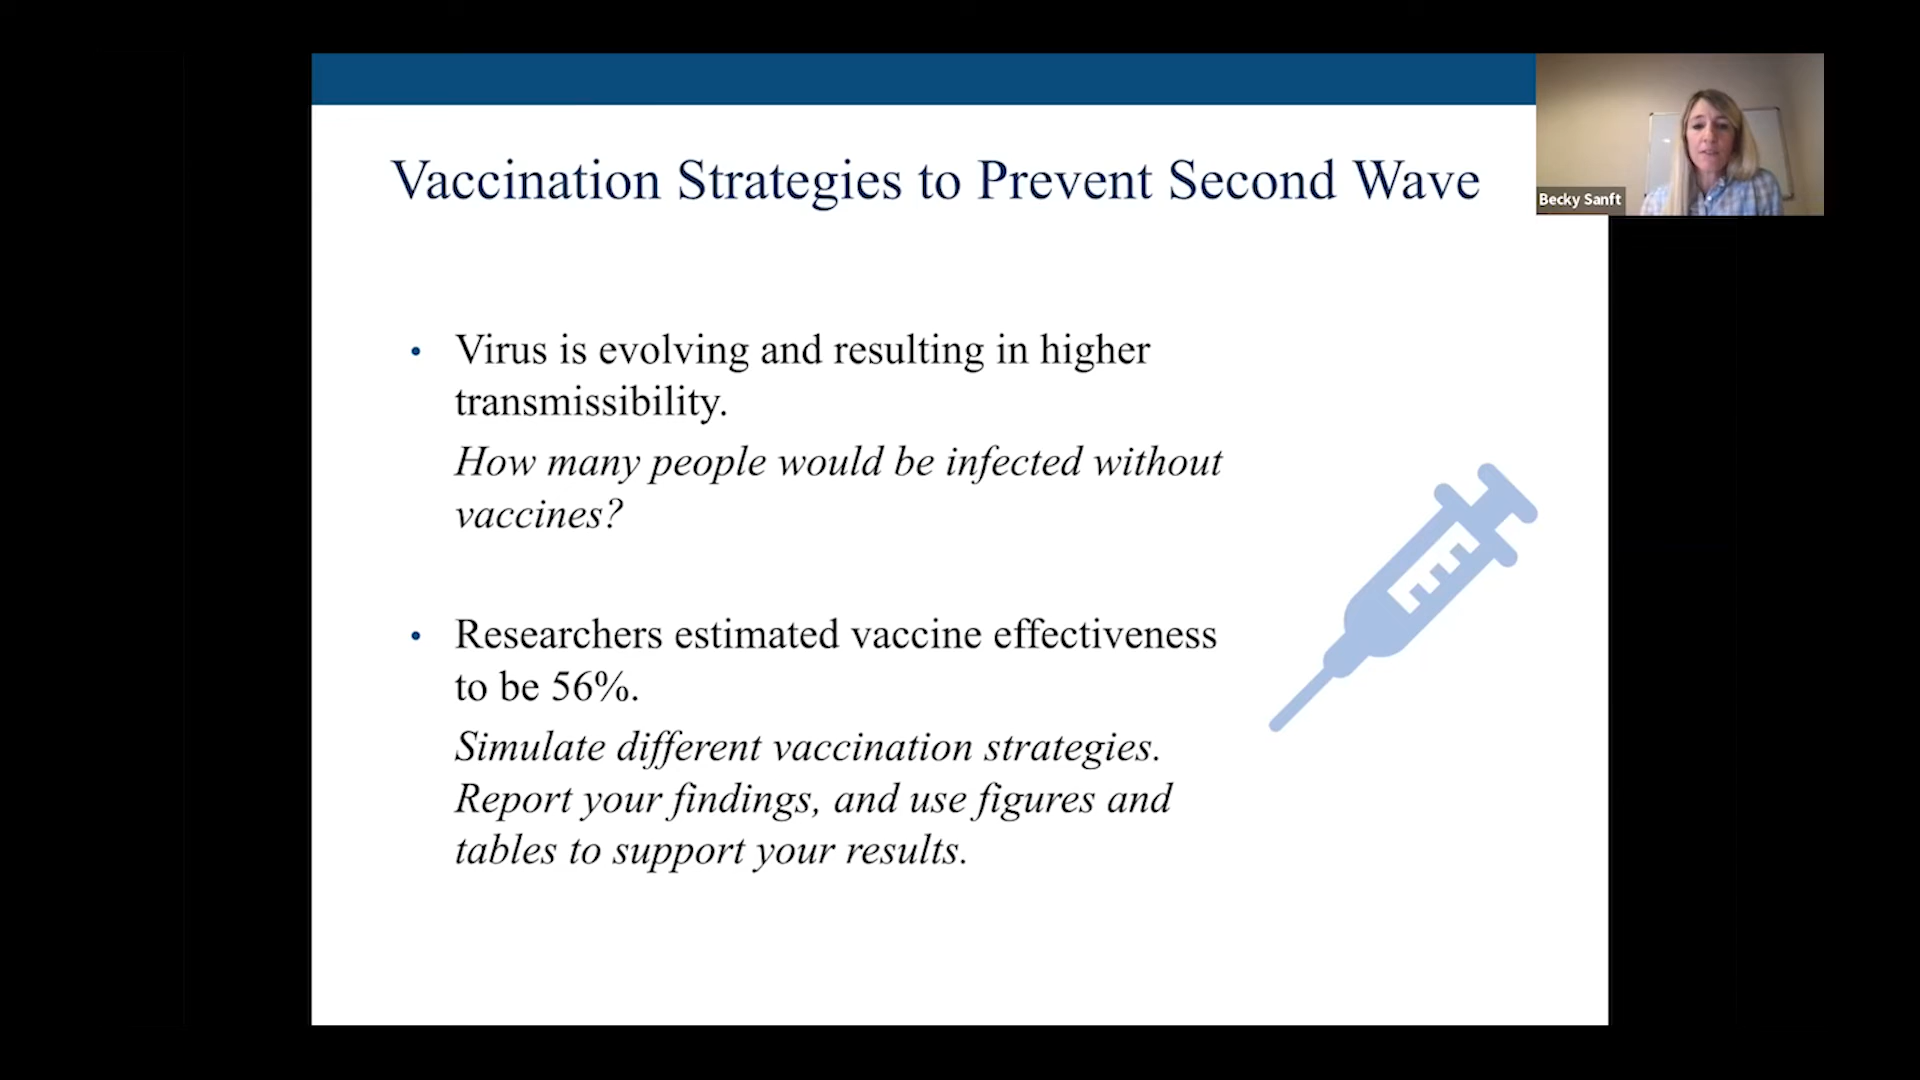 Vaccination Strategies to Prevent Second Wave
Becky Sanft
• Virus is evolving and resulting in higher
transmissibility.
How many people would be infected without
vaccines?
• Researchers estimated vaccine effectiveness
to be 56%.
Simulate different vaccination strategies.
Report your findings, and use figures and
tables to support your results.